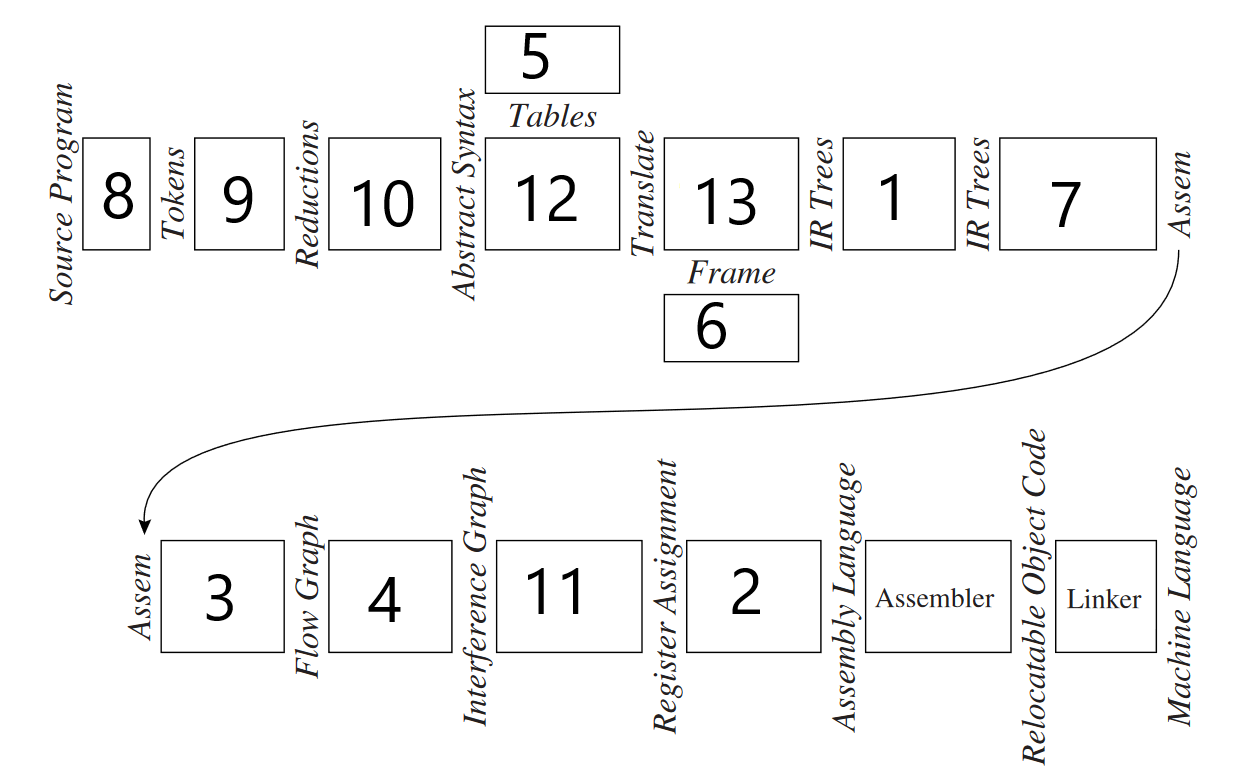 5
Tables
Source Program
8
Tokens
9
Reductions
10
Abstract Syntax
12
Translate
13
IR Trees
1
IR Trees
7
Assem
Frame
6
Assem
3
Flow Graph
4
Interference Graph
11
Register Assignment
2
Assembly Language
Assembler
Relocatable Object Code
Linker
Machine Language